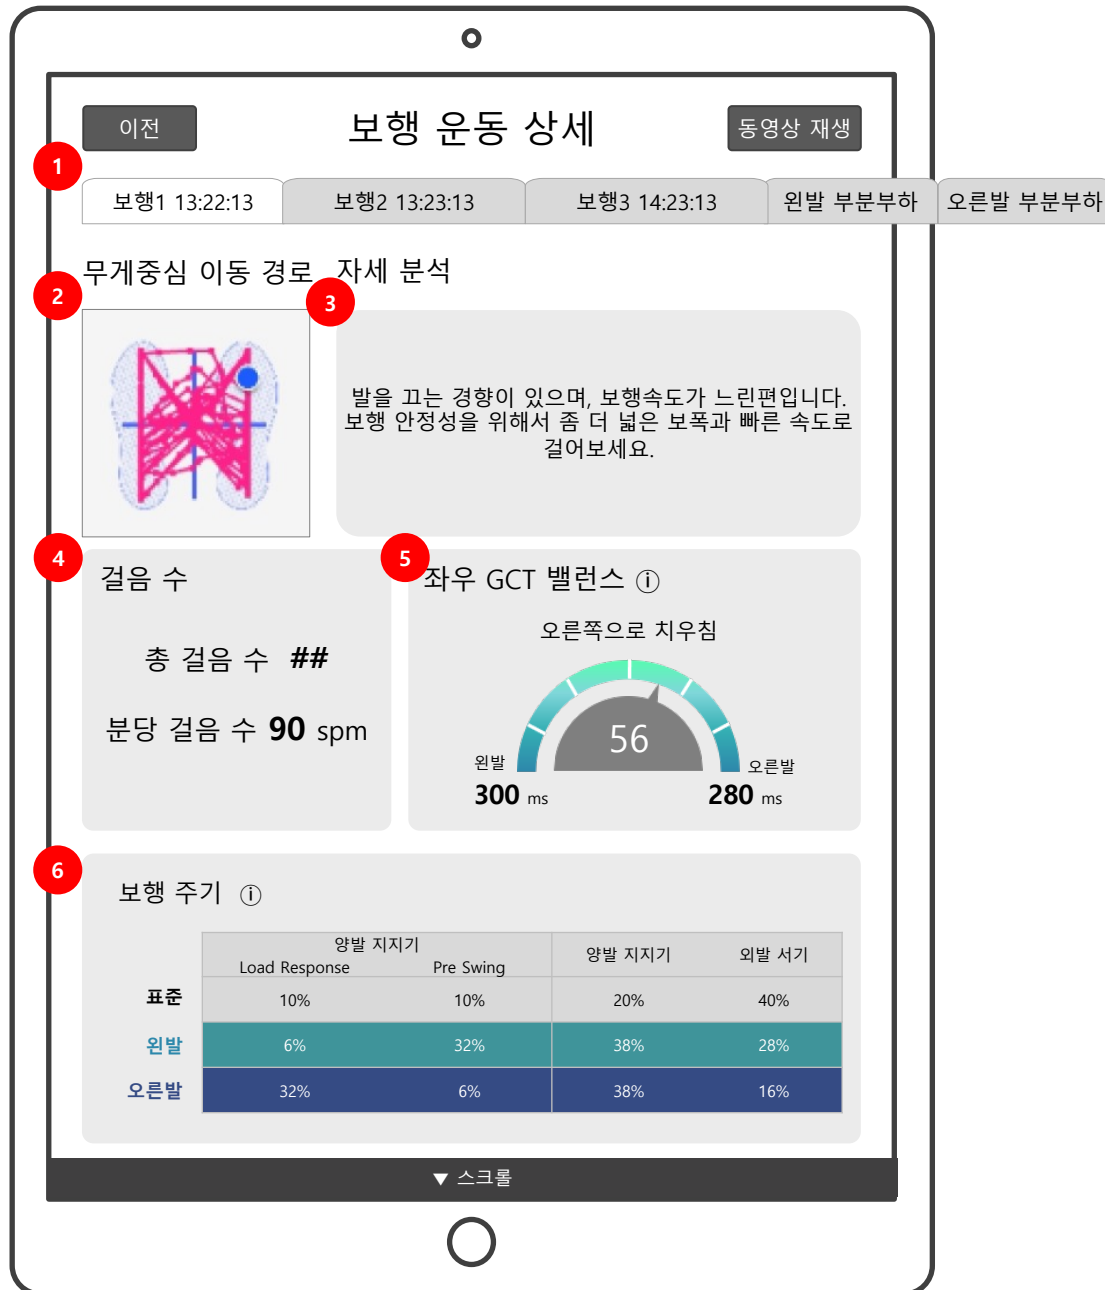 이전
보행 운동 상세
동영상 재생
1
보행1 13:22:13
보행2 13:23:13
보행3 14:23:13
왼발 부분부하
오른발 부분부하
무게중심 이동 경로
자세 분석
2
3
발을 끄는 경향이 있으며, 보행속도가 느린편입니다.
보행 안정성을 위해서 좀 더 넓은 보폭과 빠른 속도로
걸어보세요.
4
걸음 수
총 걸음 수 ##
분당 걸음 수 90 spm
5
좌우 GCT 밸런스 ⓘ
오른쪽으로 치우침
56
왼발
300 ms
오른발
280 ms
6
보행 주기 ⓘ
양발 지지기
Load Response Pre Swing 양발 지지기 외발 서기
표준 10% 10% 20% 40%
왼발 6% 32% 38% 28%
오른발 32% 6% 38% 16%
▼ 스크롤